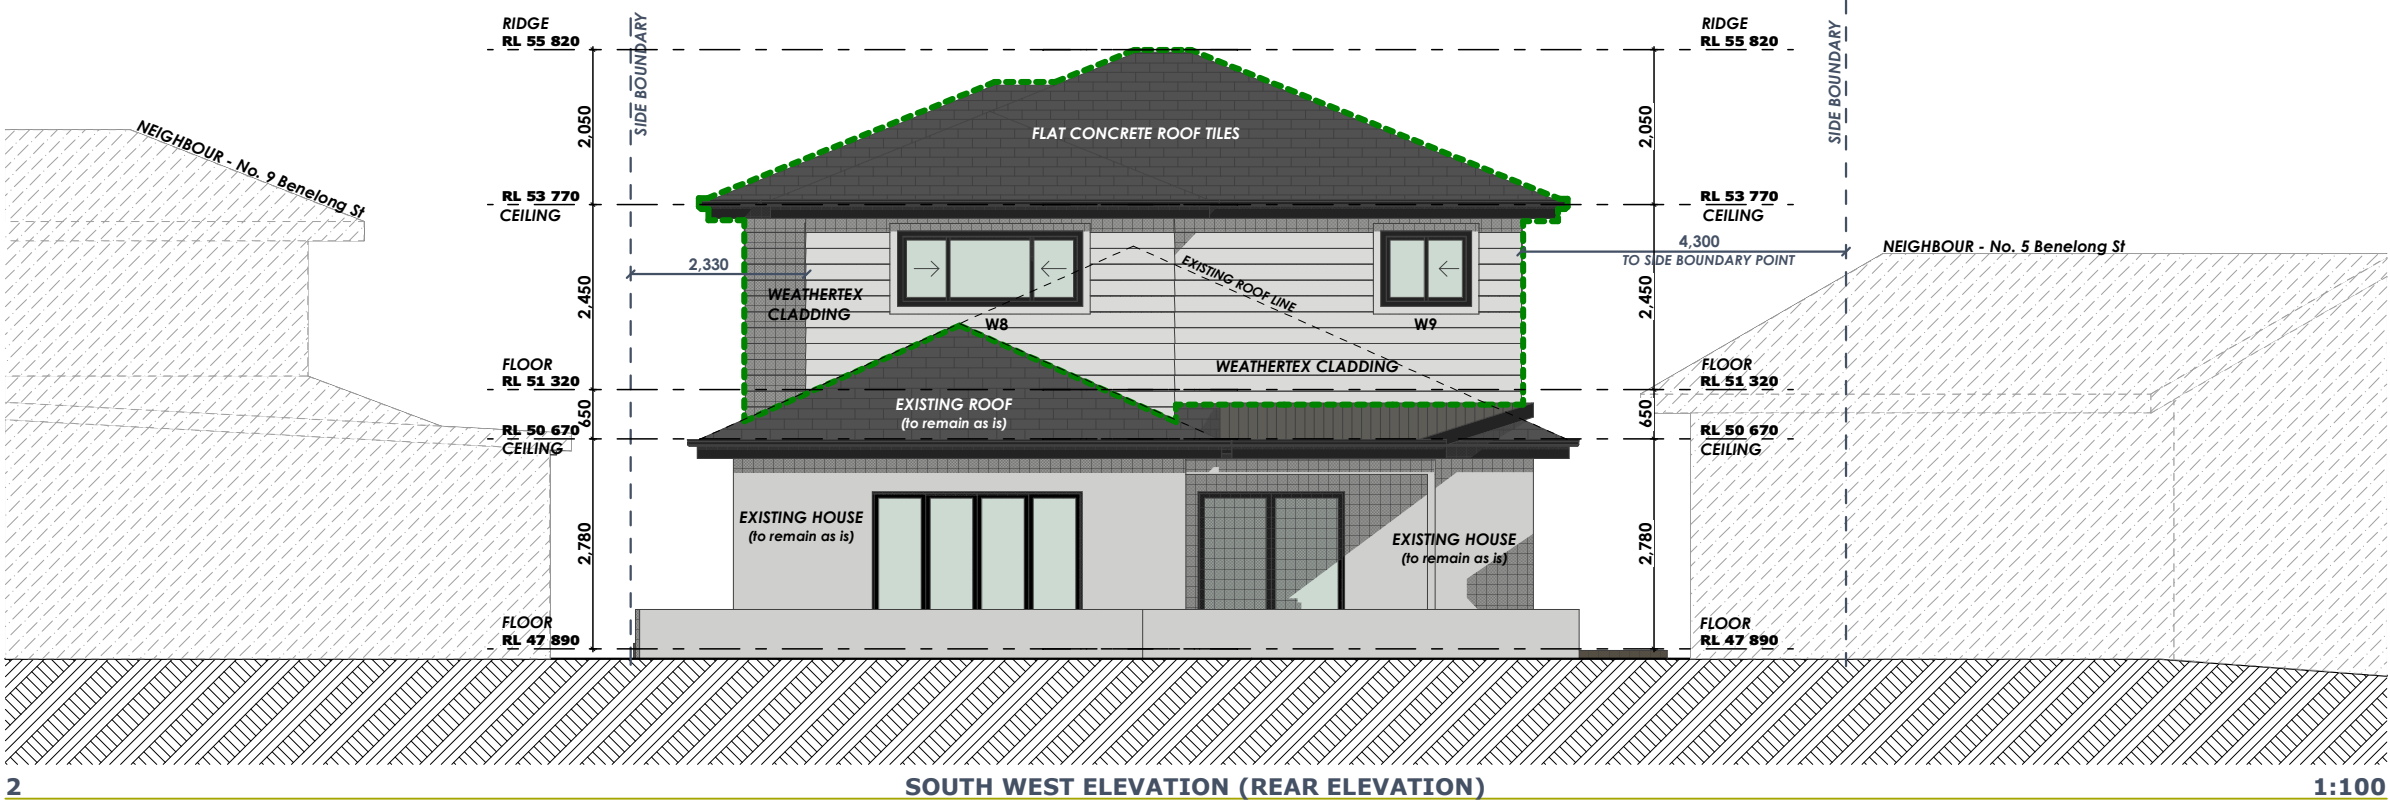 RIDGE
RL 55 820
SIDE BOUNDARY
2,050
NEIGHBOUR - No. 9 Benelong St
RL 53 770
CEILING
2,330
2,450
FLOOR
RL 51 320
650
RL 50 670
CEILING
2,780
FLOOR
RL 47 890
FLAT CONCRETE ROOF TILES
WEATHERTEX
CLADDING
W8
EXISTING ROOF LINE
W9
WEATHERTEX CLADDING
EXISTING ROOF
(to remain as is)
EXISTING HOUSE
(to remain as is)
EXISTING HOUSE
(to remain as is)
RIDGE
RL 55 820
SIDE BOUNDARY
2,050
RL 53 770
CEILING
4,300
TO SIDE BOUNDARY POINT
NEIGHBOUR - No. 5 Benelong St
2,450
FLOOR
RL 51 320
650
RL 50 670
CEILING
2,780
FLOOR
RL 47 890
2
SOUTH WEST ELEVATION (REAR ELEVATION)
1:100